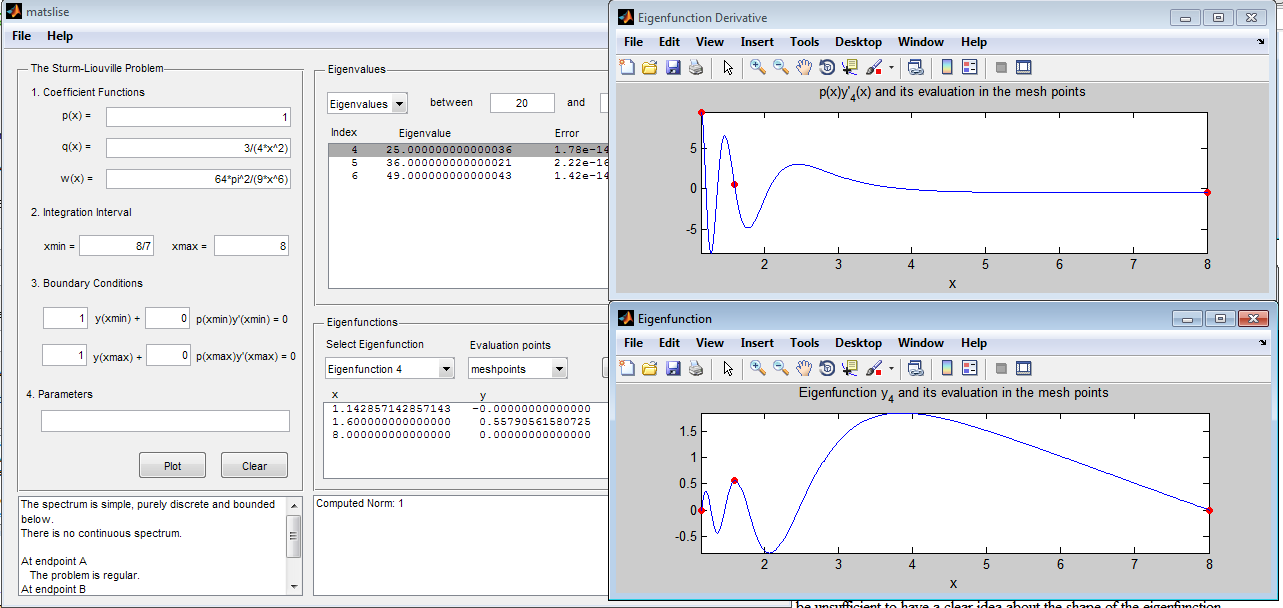 matslise
File Help
The Sturm-Liouville Problem
1. Coefficient Functions
p(x) = 1
q(x) = 3/(4*x^2)
w(x) = 64*pi^2/(9*x^6)
2. Integration Interval
xmin = 8/7 xmax = 8
3. Boundary Conditions
1 y(xmin) + 0 p(xmin)y'(xmin) = 0
1 y(xmax) + 0 p(xmax)y'(xmax) = 0
4. Parameters
Plot Clear
The spectrum is simple, purely discrete and bounded
below.
There is no continuous spectrum.
At endpoint A
The problem is regular.
At endpoint B
Eigenvalues
Eigenvalues between 20 and
Index Eigenvalue Error
4 25.000000000000036 1.78e-14
5 36.000000000000021 2.22e-16
6 49.000000000000043 1.42e-14
Eigenfunctions
Select Eigenfunction Evaluation points
Eigenfunction 4 meshpoints
x y
1.142857142857143 -0.00000000000000
1.600000000000000 0.55790561580725
8.000000000000000 0.00000000000000
Computed Norm: 1
Eigenfunction Derivative
File Edit View Insert Tools Desktop Window Help
p(x)y'4(x) and its evaluation in the mesh points
5
0
-5
2 3 4 5 6 7 8
x
Eigenfunction
File Edit View Insert Tools Desktop Window Help
Eigenfunction y4 and its evaluation in the mesh points
1.5
1
0.5
0
-0.5
2 3 4 5 6 7 8
x
be unsufficient to have a clear idea about the shape of the eigenfunction